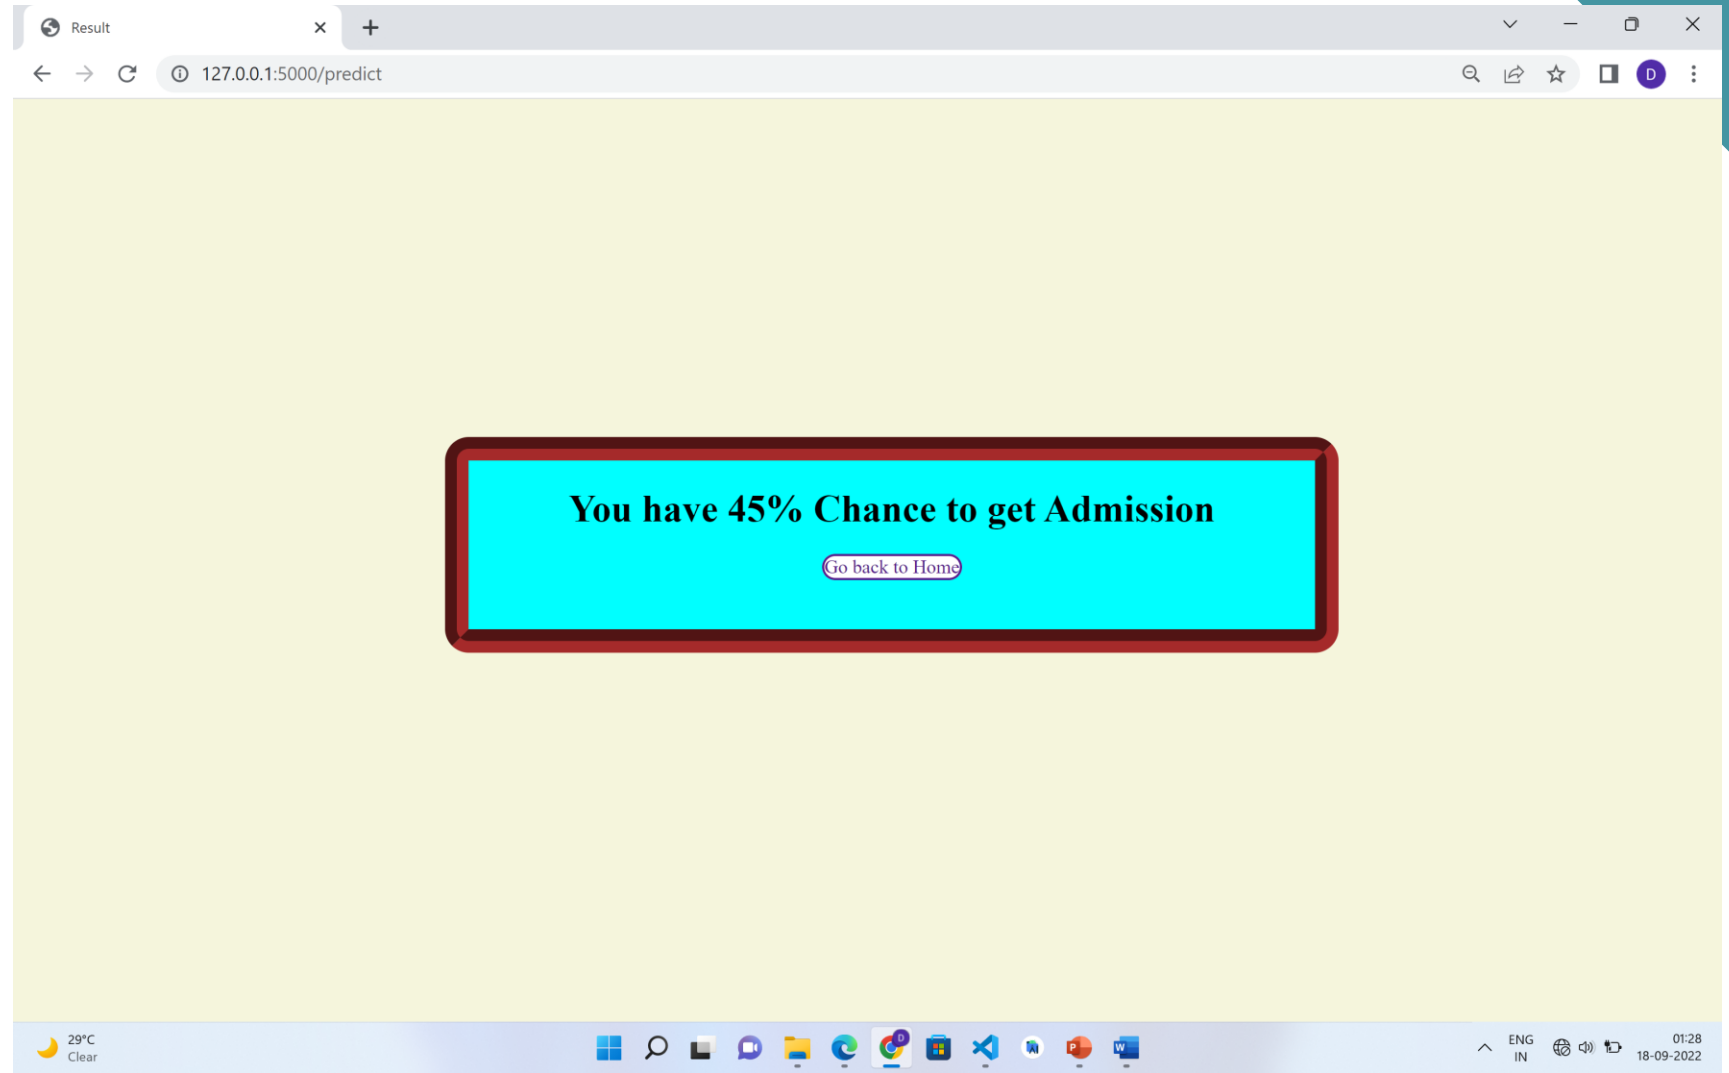 Result
127.0.0.1:5000/predict
D
You have 45% Chance to get Admission
Go back to Home
29°C
Clear
D
P
W
ENG
IN
01:28
18-09-2022